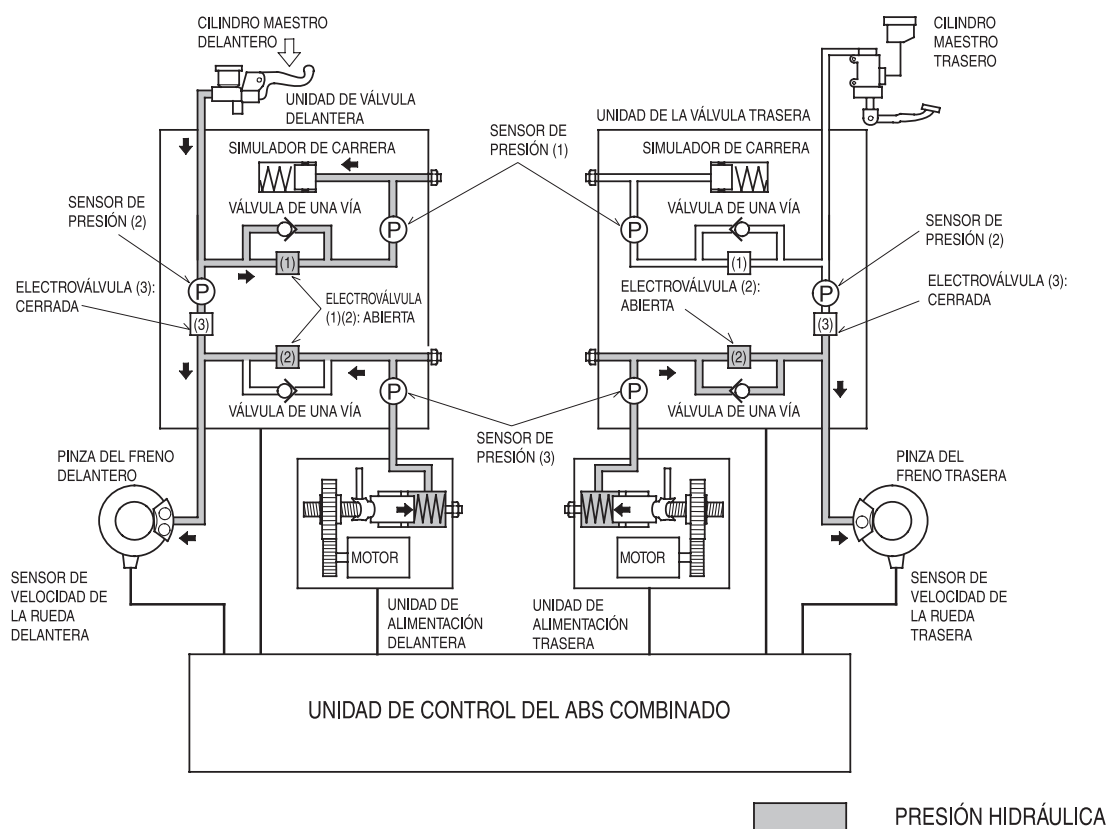 CILINDRO MAESTRO
DELANTERO
CILINDRO
MAESTRO
TRASERO
UNIDAD DE VÁLVULA
DELANTERA
SENSOR DE
PRESIÓN (1)
UNIDAD DE LA VÁLVULA TRASERA
SIMULADOR DE CARRERA
SIMULADOR DE CARRERA
SENSOR DE
PRESIÓN (2)
VÁLVULA DE UNA VÍA
P
P
VÁLVULA DE UNA VÍA
SENSOR DE
PRESIÓN (2)
(1)
(1)
ELECTROVÁLVULA (3):
CERRADA
P
ELECTROVÁLVULA
(1)(2): ABIERTA
ELECTROVÁLVULA (2):
ABIERTA
P
ELECTROVÁLVULA (3):
CERRADA
(3)
(3)
(2)
(2)
P
P
VÁLVULA DE UNA VÍA
VÁLVULA DE UNA VÍA
SENSOR DE
PRESIÓN (3)
PINZA DEL FRENO
DELANTERO
PINZA DEL
FRENO TRASERA
MOTOR
MOTOR
SENSOR DE
VELOCIDAD DE
LA RUEDA
DELANTERA
UNIDAD DE
ALIMENTACIÓN
DELANTERA
UNIDAD DE
ALIMENTACIÓN
TRASERA
SENSOR DE
VELOCIDAD DE
LA RUEDA
TRASERA
UNIDAD DE CONTROL DEL ABS COMBINADO
PRESIÓN HIDRÁULICA